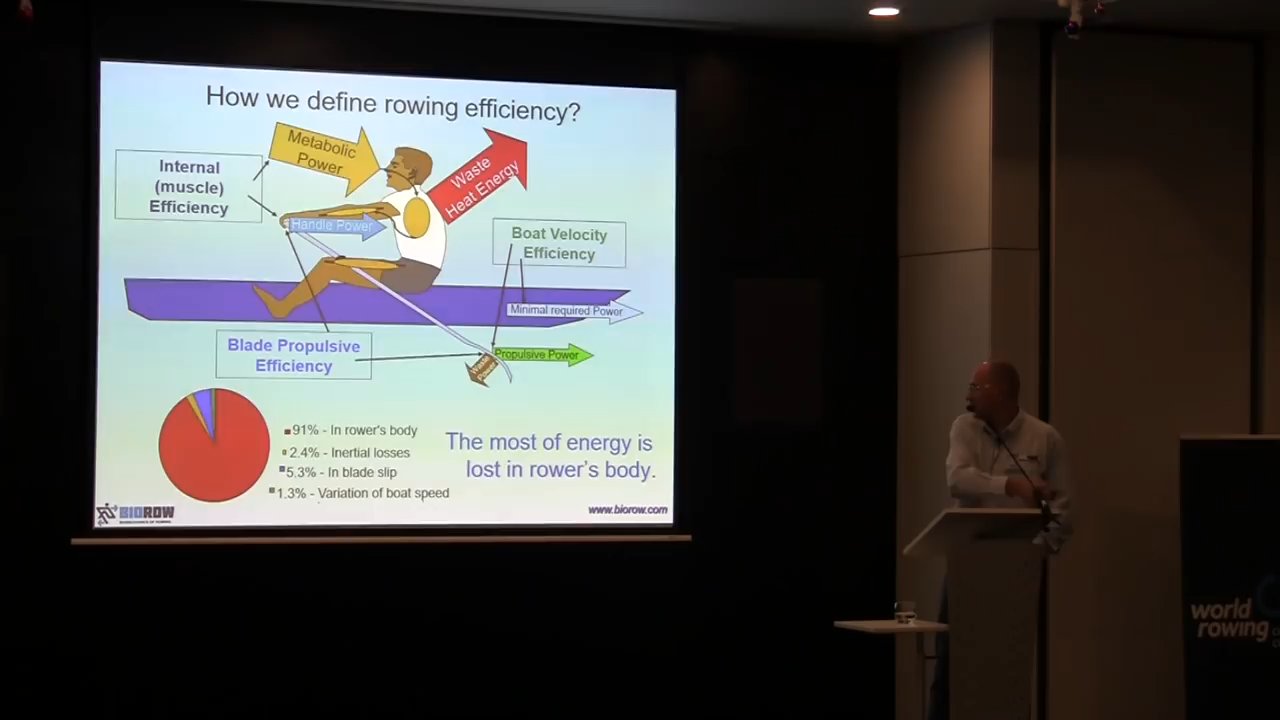 How we define rowing efficiency?
Metabolic
Power
Waste
Heat Energy
Internal
(muscle)
Efficiency
Handle Power
Boat Velocity
Efficiency
Minimal required Power
Blade Propulsive
Efficiency
Propulsive Power
Waste
Power
91% - In rower's body
2.4% - Inertial losses
5.3% - In blade slip
1.3% - Variation of boat speed
The most of energy is
lost in rower's body.
BIOROW
www.biorow.com
world
rowing